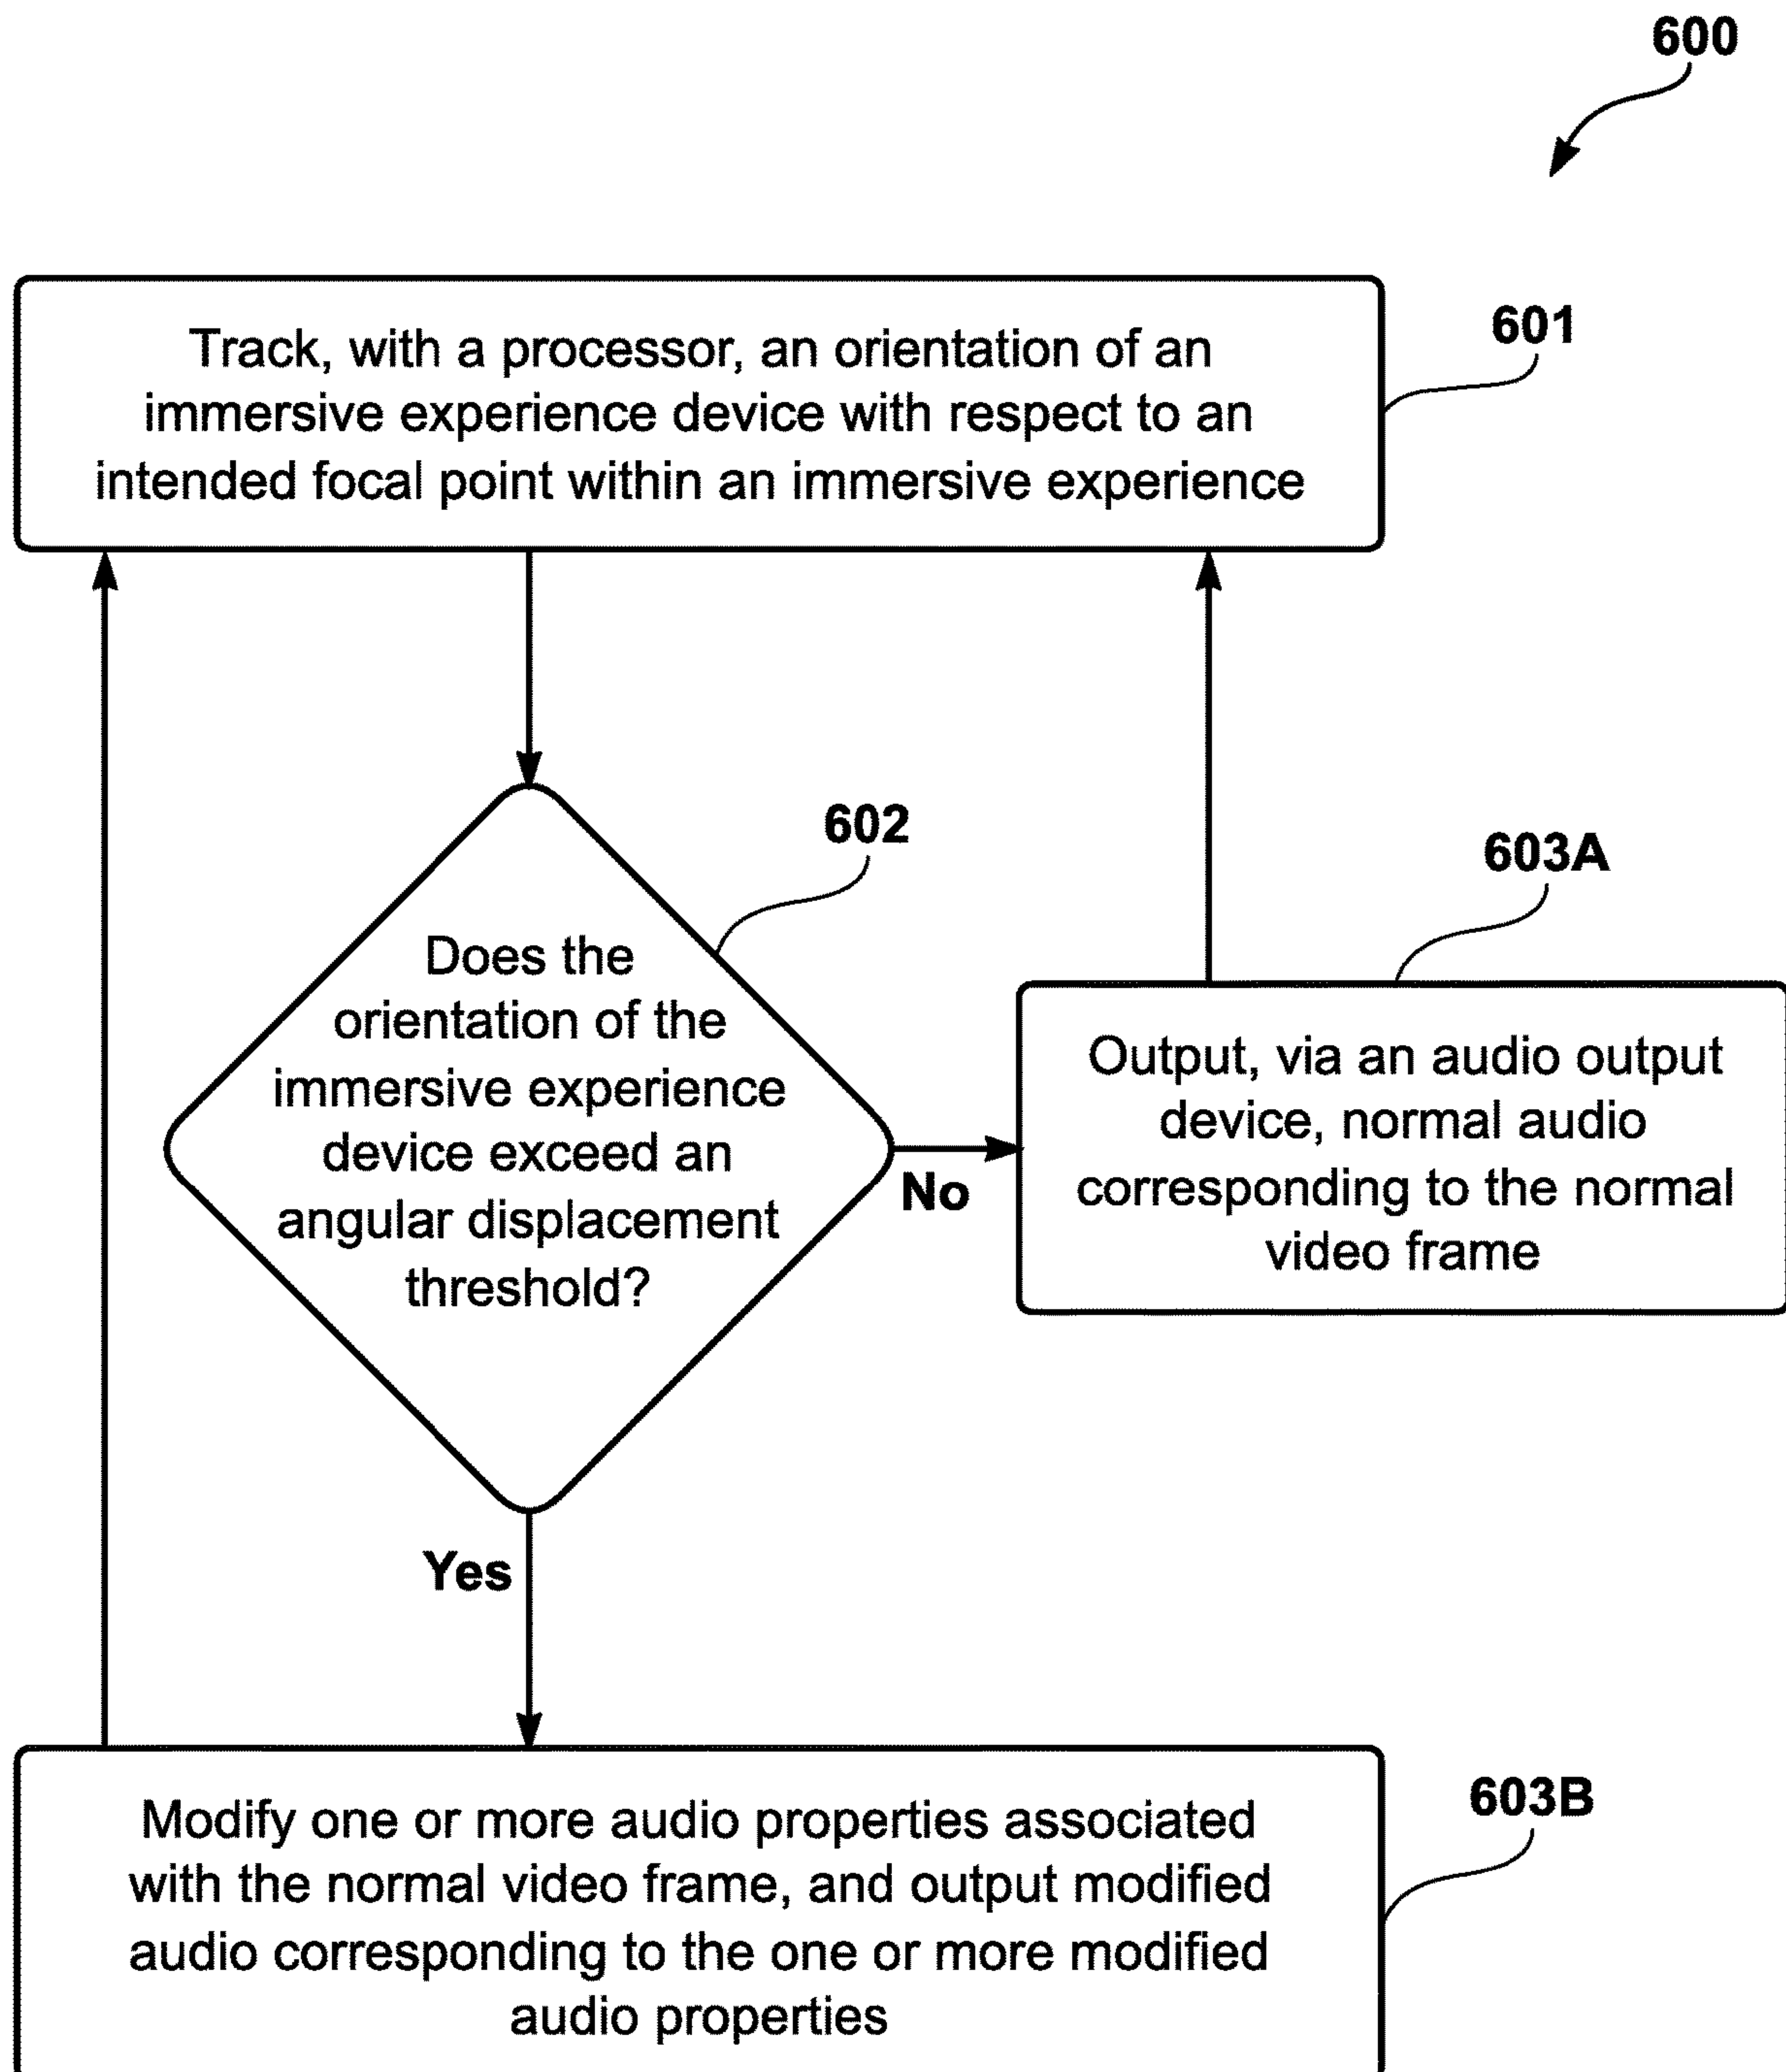 600
Track, with a processor, an orientation of an
immersive experience device with respect to an
intended focal point within an immersive experience
601
602
Does the
orientation of the
immersive experience
device exceed an
angular displacement
threshold?
No
603A
Output, via an audio output
device, normal audio
corresponding to the normal
video frame
Yes
Modify one or more audio properties associated
with the normal video frame, and output modified
audio corresponding to the one or more modified
audio properties
603B